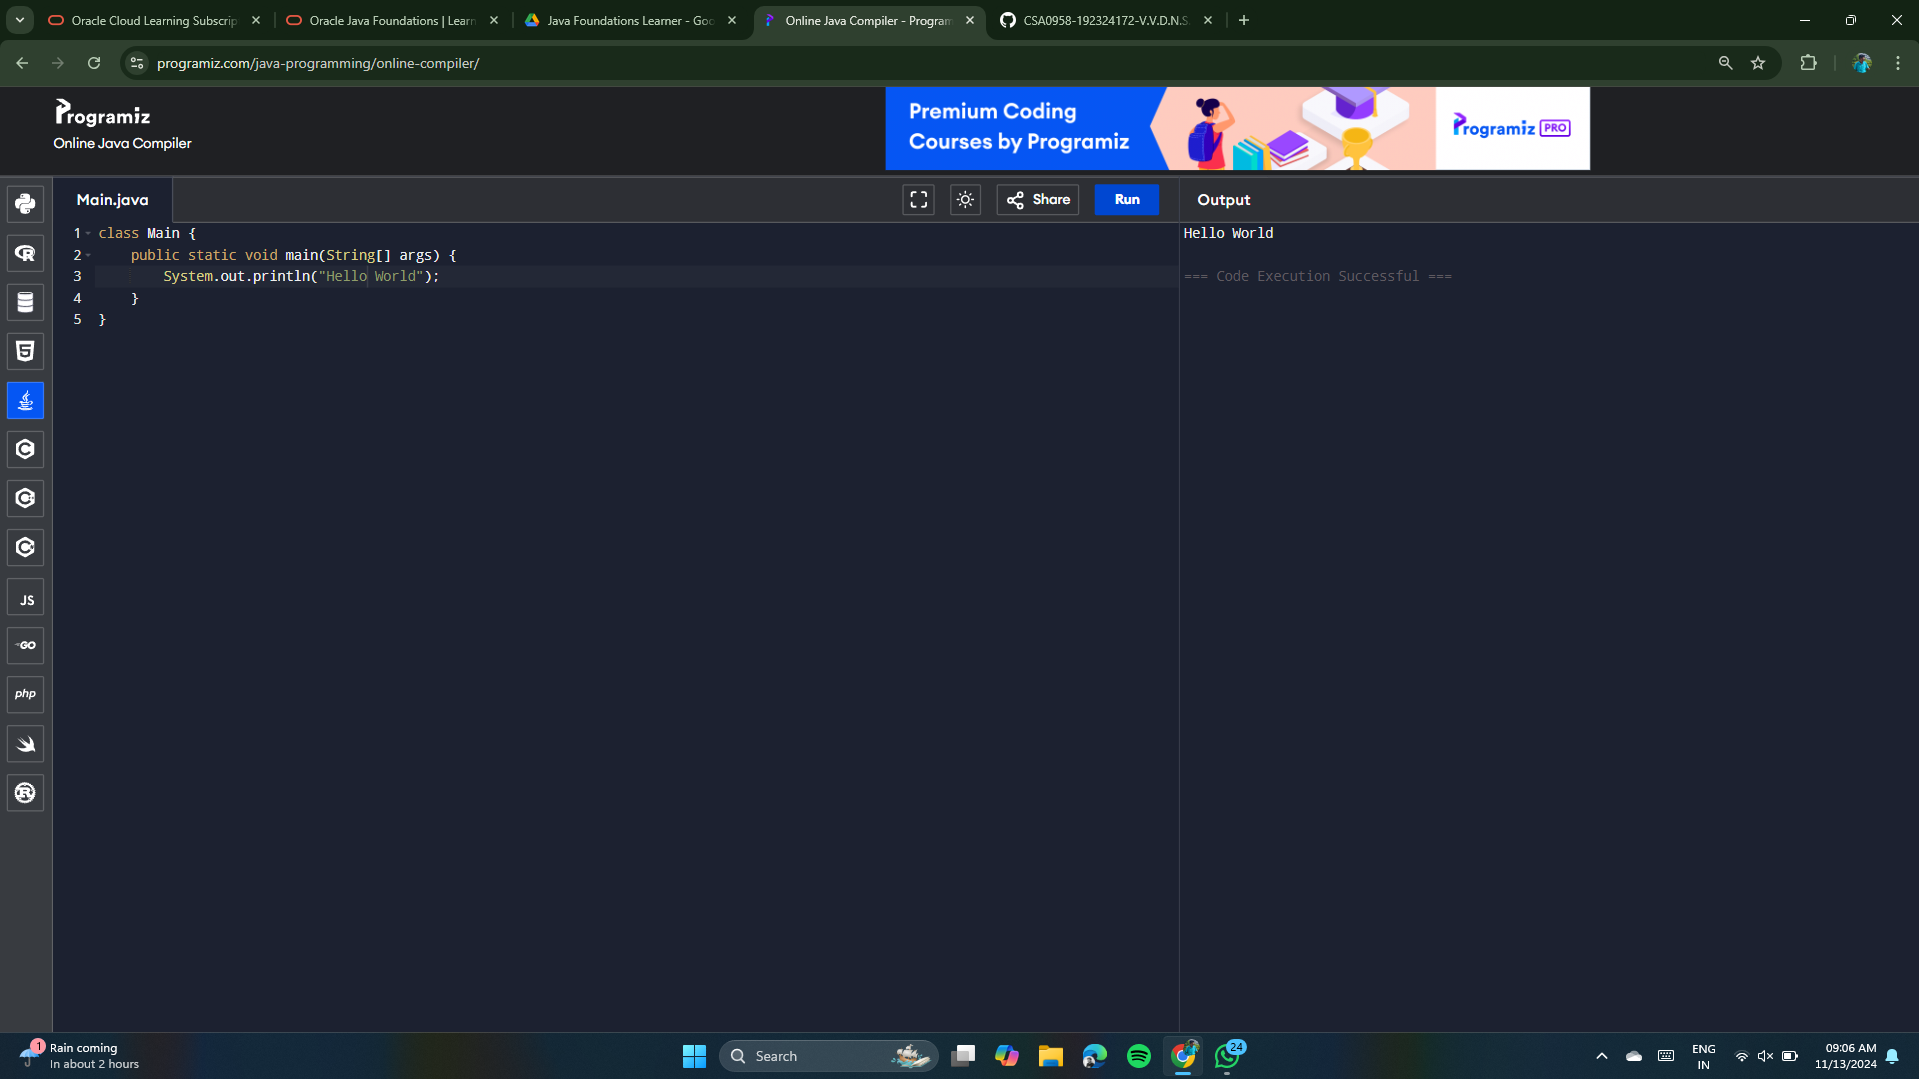 Oracle Cloud Learning Subscrip
Oracle Java Foundations | Learn
Java Foundations Learner - Goo
Online Java Compiler - Program
CSA0958-192324172-V.V.D.N.S.
programiz.com/java-programming/online-compiler/
Programiz
Online Java Compiler
Premium Coding
Courses by Programiz
Programiz PRO
Main.java
Share
Run
Output
1 class Main {
2 public static void main(String[] args) {
3 System.out.println("Hello World");
4 }
5 }
Hello World
=== Code Execution Successful ===
R
5
C
C
C
JS
GO
php
R
1
Rain coming
In about 2 hours
Search
24
ENG
IN
09:06 AM
11/13/2024